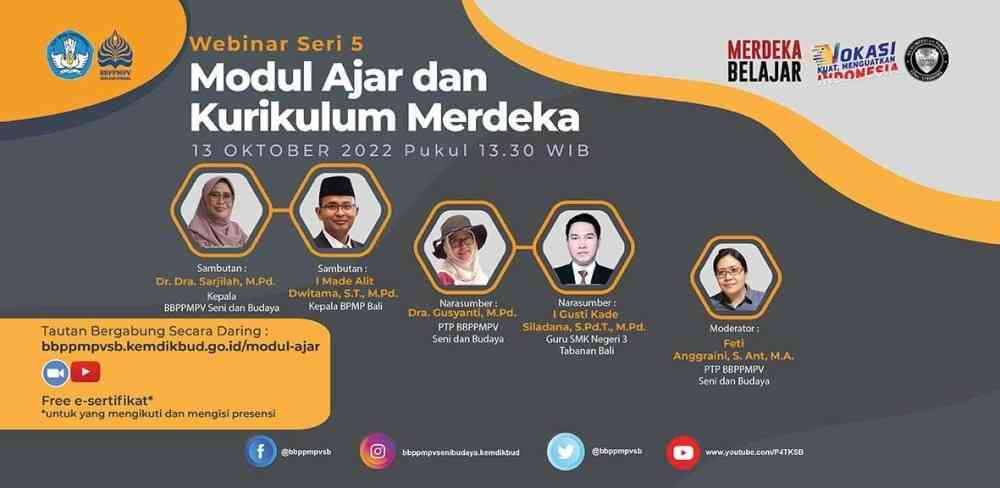 BBPPMPV
Webinar Seri 5
Modul Ajar dan
Kurikulum Merdeka
13 OKTOBER 2022 Pukul 13.30 WIB
MERDEKA
BELAJAR
VOKASI
KUAT, MENGUATKAN
INDONESIA
Sambutan :
Dr. Dra. Sarjilah, M.Pd.
Kepala
BBPPMPV Seni dan Budaya
Sambutan :
I Made Alit
Dwitama, S.T., M.Pd.
Kepala BPMP Bali
Narasumber :
Dra. Gusyanti, M.Pd.
PTP BBPPMPV
Seni dan Budaya
Narasumber :
I Gusti Kade
Siladana, S.Pd.T., M.Pd.
Guru SMK Negeri 3
Tabanan Bali
Moderator :
Feti
Anggraini, S. Ant, M.A.
PTP BBPPMPV
Seni dan Budaya
Tautan Bergabung Secara Daring :
bbppmpvsb.kemdikbud.go.id/modul-ajar
Free e-sertifikat*
*untuk yang mengikuti dan mengisi presensi
@bbppmpvsb
bbppmpvsenibudaya.kemdikbud
@bbppmpvsb
www.youtube.com/P4TKSB